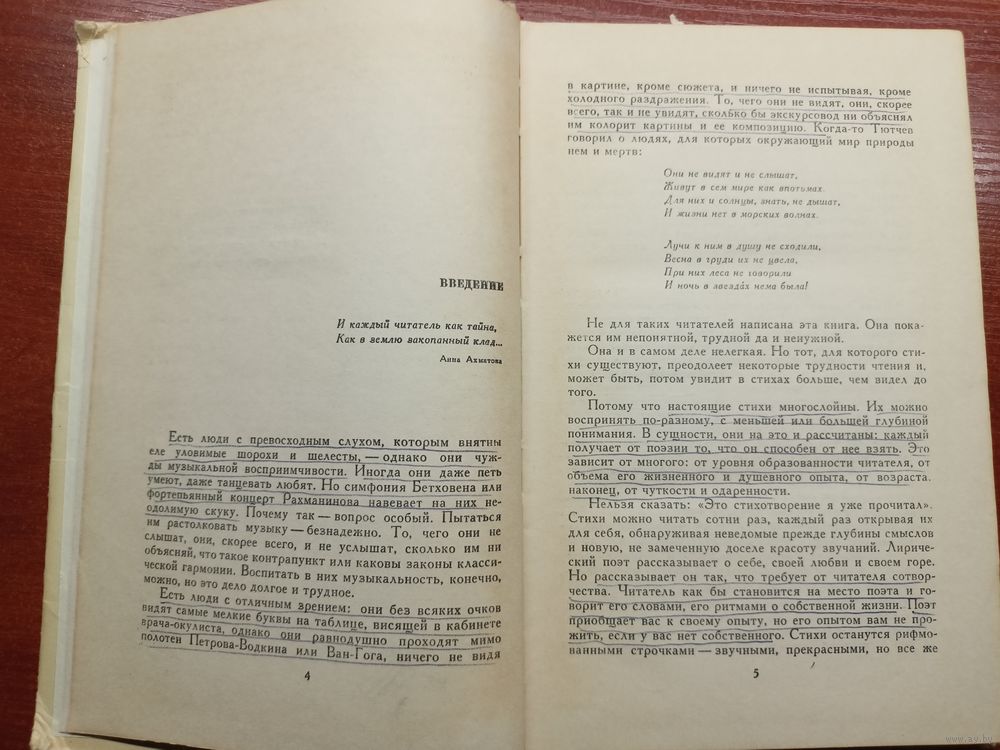 ВВЕДЕНИЕ
И каждый читатель как тайна,
Как в землю закопанный клад...
Анна Ахматова
Есть люди с превосходным слухом, которым внятны
еле уловимые шорохи и шелесты, — однако они чуж-
ды музыкальной восприимчивости. Иногда они даже петь
умеют, даже танцевать любят. Но симфония Бетховена или
фортепьянный концерт Рахманинова навевает на них не-
одолимую скуку. Почему так — вопрос особый. Пытаться
им растолковать музыку — безнадежно. То, чего они не
слышат, они, скорее всего, и не услышат, сколько им ни
объясняй, что такое контрапункт или каковы законы класси-
ческой гармонии. Воспитать в них музыкальность, конечно,
можно, но это дело долгое и трудное.
Есть люди с отличным зрением: они без всяких очков
видят самые мелкие буквы на таблице, висящей в кабинете
врача-окулиста, однако они равнодушно проходят мимо
полотен Петрова-Водкина или Ван-Гога, ничего не видя
4
в картине, кроме сюжета, и ничего не испытывая, кроме
холодного раздражения. То, чего они не видят, они, скорее
всего, так и не увидят, сколько бы экскурсовод ни объяснял
им колорит картины и ее композицию. Когда-то Тютчев
говорил о людях, для которых окружающий мир природы
нем и мертв:
Они не видят и не слышат,
Живут в сем мире как впотьмах.
Для них и солнцы, знать, не дышат,
И жизни нет в морских волнах.
Лучи к ним в душу не сходили,
Весна в груди их не цвела,
При них леса не говорили
И ночь в звезда́х нема была!
Не для таких читателей написана эта книга. Она пока-
жется им непонятной, трудной да и ненужной.
Она и в самом деле нелегкая. Но тот, для которого сти-
хи существуют, преодолеет некоторые трудности чтения и,
может быть, потом увидит в стихах больше, чем видел до
того.
Потому что настоящие стихи многослойны. Их можно
воспринять по-разному, с меньшей или большей глубиной
понимания. В сущности, они на это и рассчитаны: каждый
получает от поэзии то, что он способен от нее взять. Это
зависит от многого: от уровня образованности читателя, от
объема его жизненного и душевного опыта, от возраста.
наконец, от чуткости и одаренности.
Нельзя сказать: «Это стихотворение я уже прочитал».
Стихи можно читать сотни раз, каждый раз открывая их
для себя, обнаруживая неведомые прежде глубины смыслов
и новую, не замеченную доселе красоту звучаний. Лириче-
ский поэт рассказывает о себе, своей любви и своем горе.
Но рассказывает он так, что требует от читателя сотвор-
чества. Читатель как бы становится на место поэта и го-
ворит его словами, его ритмами о собственной жизни. Поэт
приобщает вас к своему опыту, но его опытом вам не про-
жить, если у вас нет собственного. Стихи останутся рифмо-
ванными строчками — звучными, прекрасными, но все же
5
www.ay.by